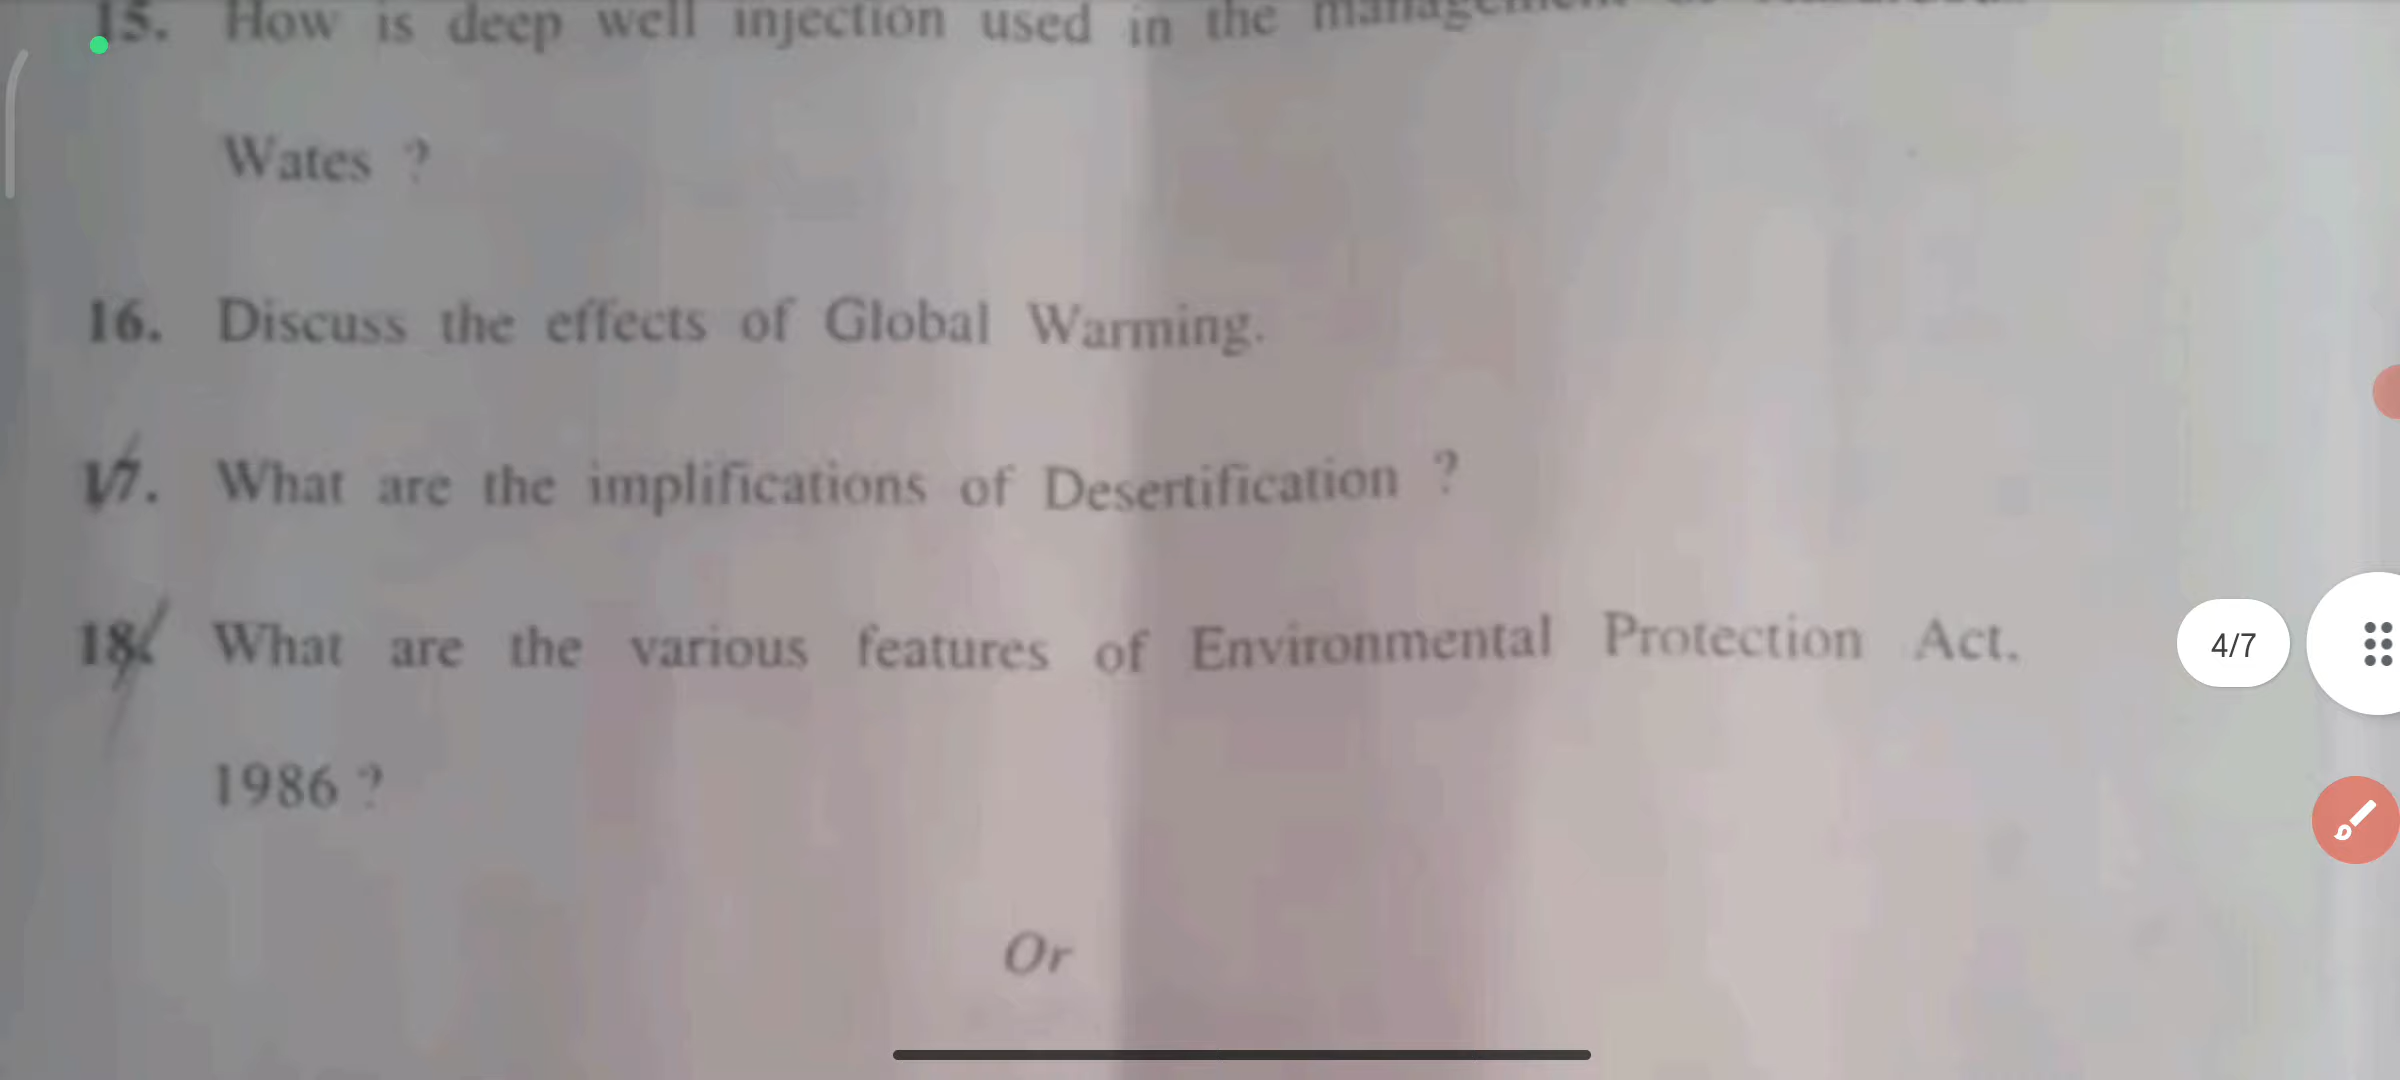 15. How is deep well injection used in the management
Wates ?
16. Discuss the effects of Global Warming.
17. What are the implifications of Desertification ?
18. What are the various features of Environmental Protection Act.
1986 ?
Or
4/7